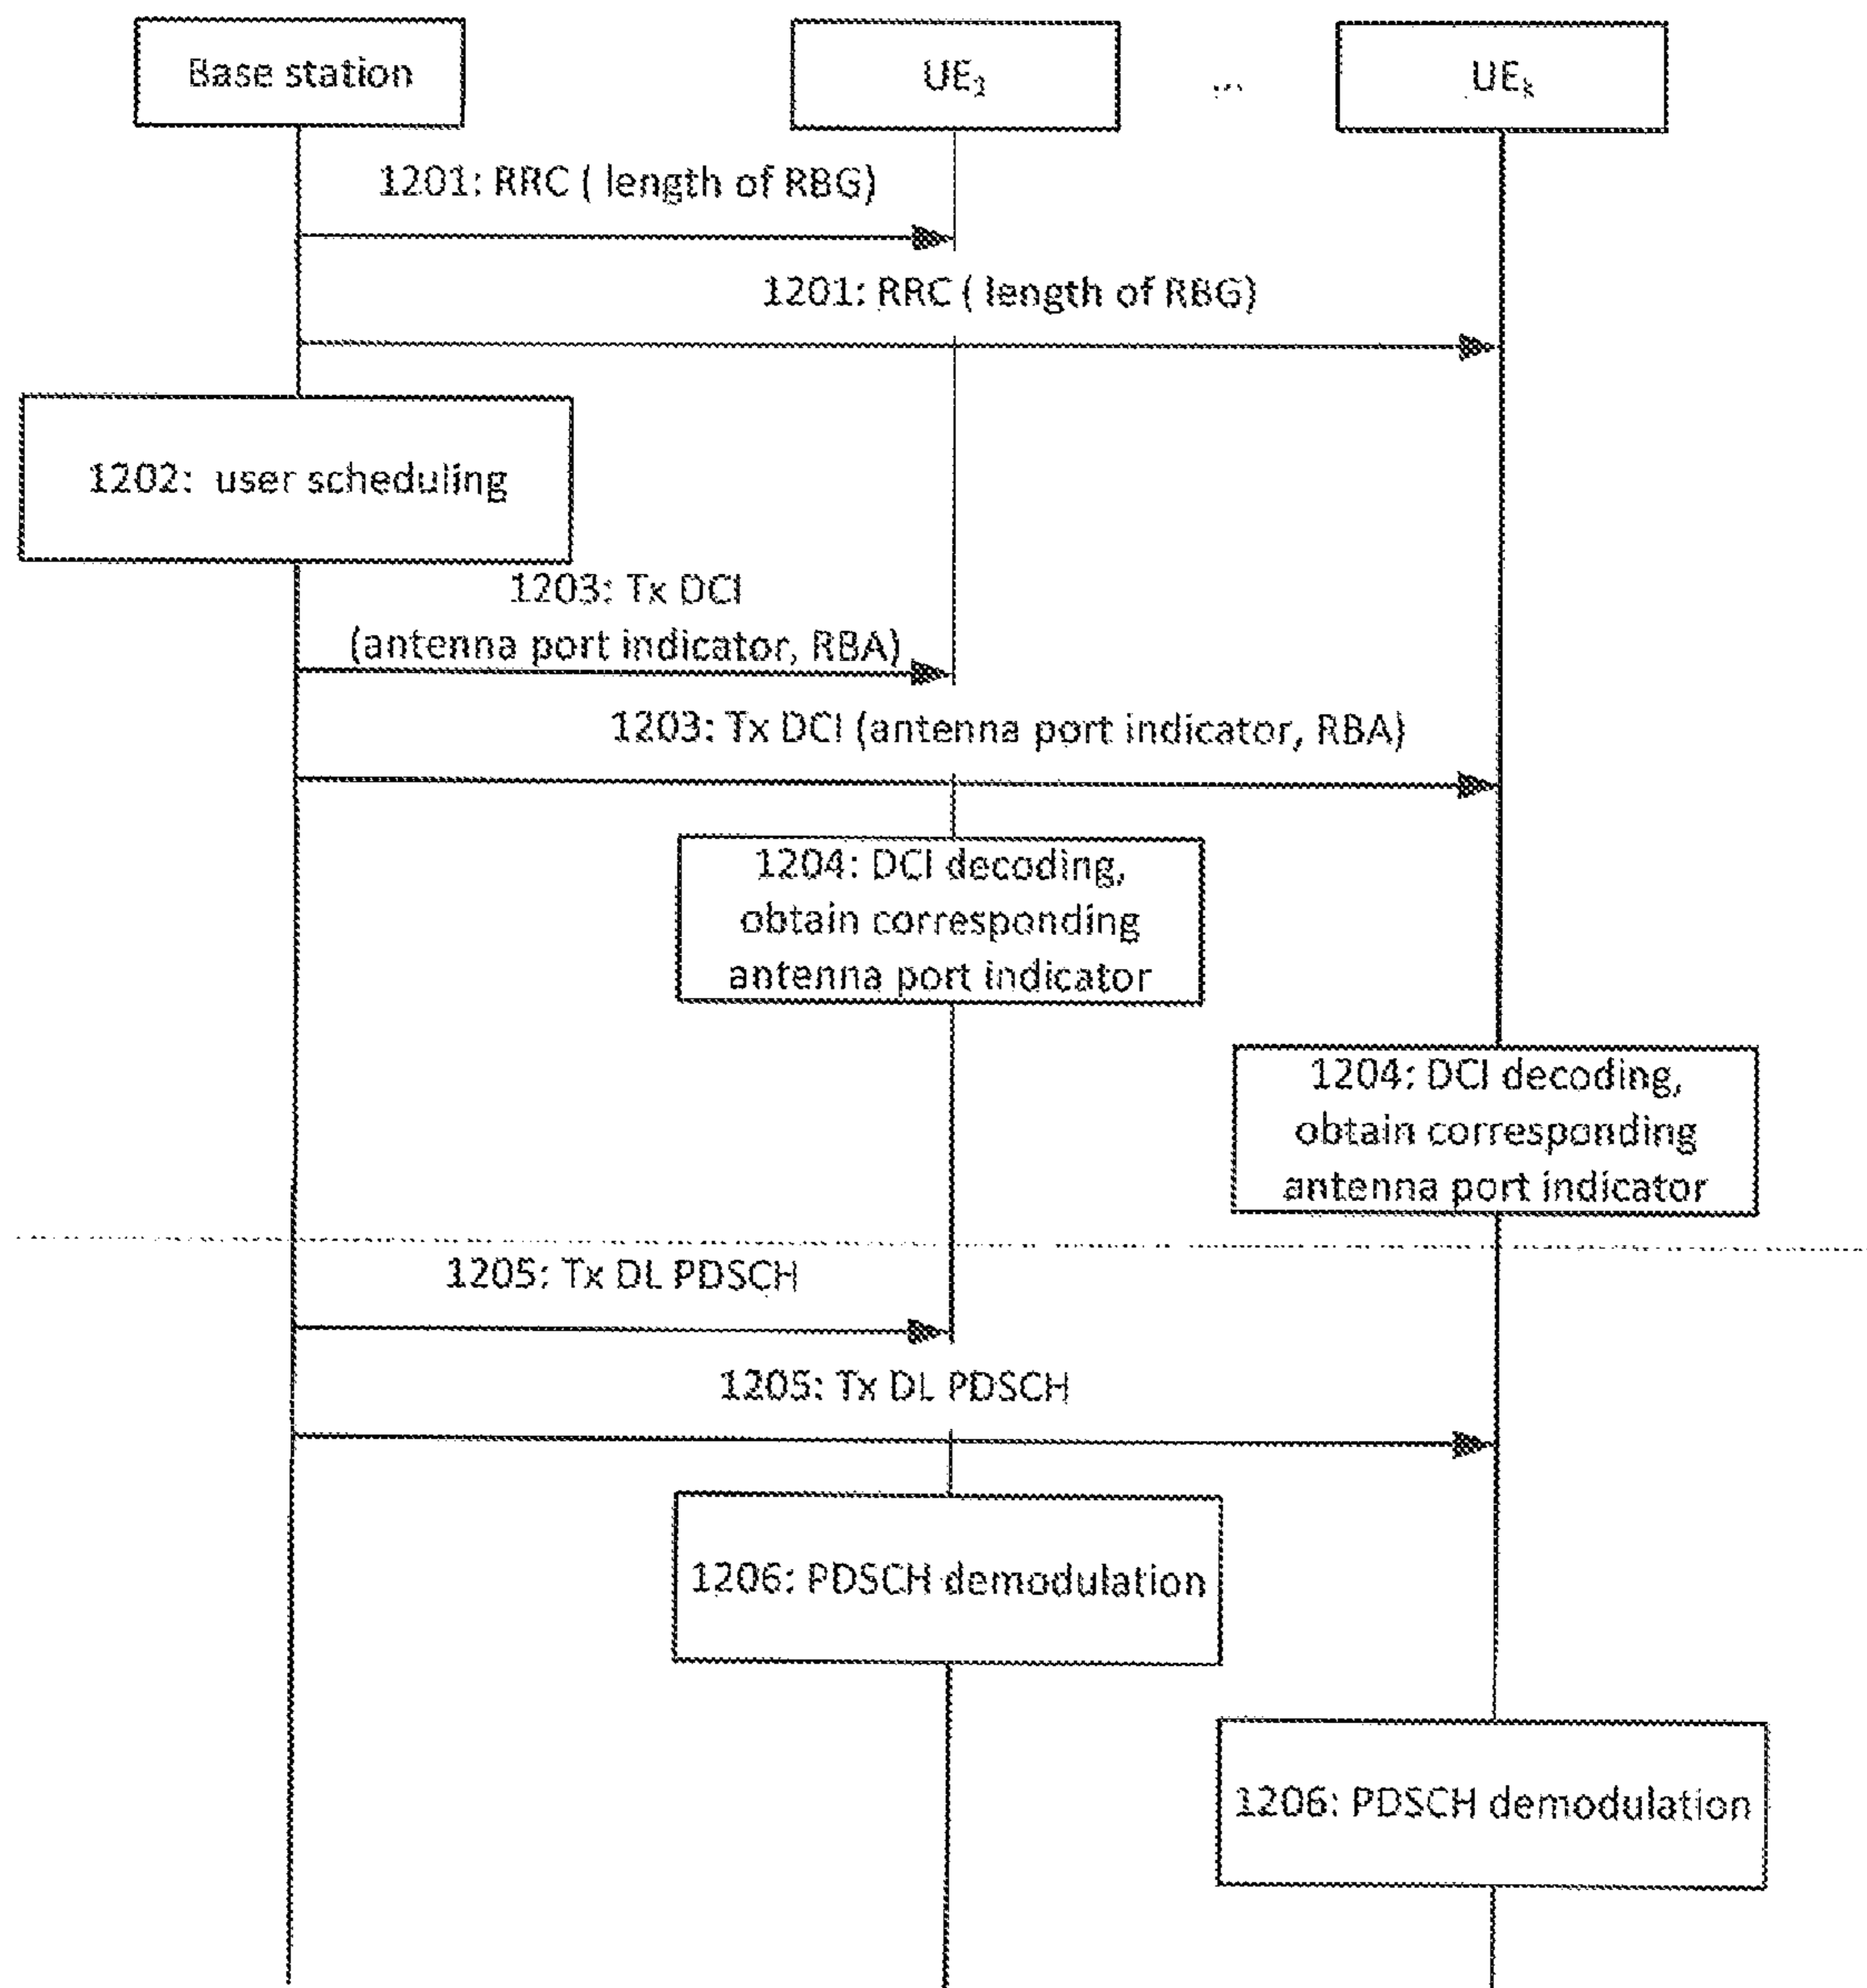 Base station
UE
...
UE
1201: RRC ( length of RBG)
1201: RRC ( length of RBG)
1202: user scheduling
1203: Tx DCI
(antenna port indicator, RBA)
1203: Tx DCI (antenna port indicator, RBA)
1204: DCI decoding,
obtain corresponding
antenna port indicator
1204: DCI decoding,
obtain corresponding
antenna port indicator
1205: Tx DL PDSCH
1205: Tx DL PDSCH
1206: PDSCH demodulation
1206: PDSCH demodulation